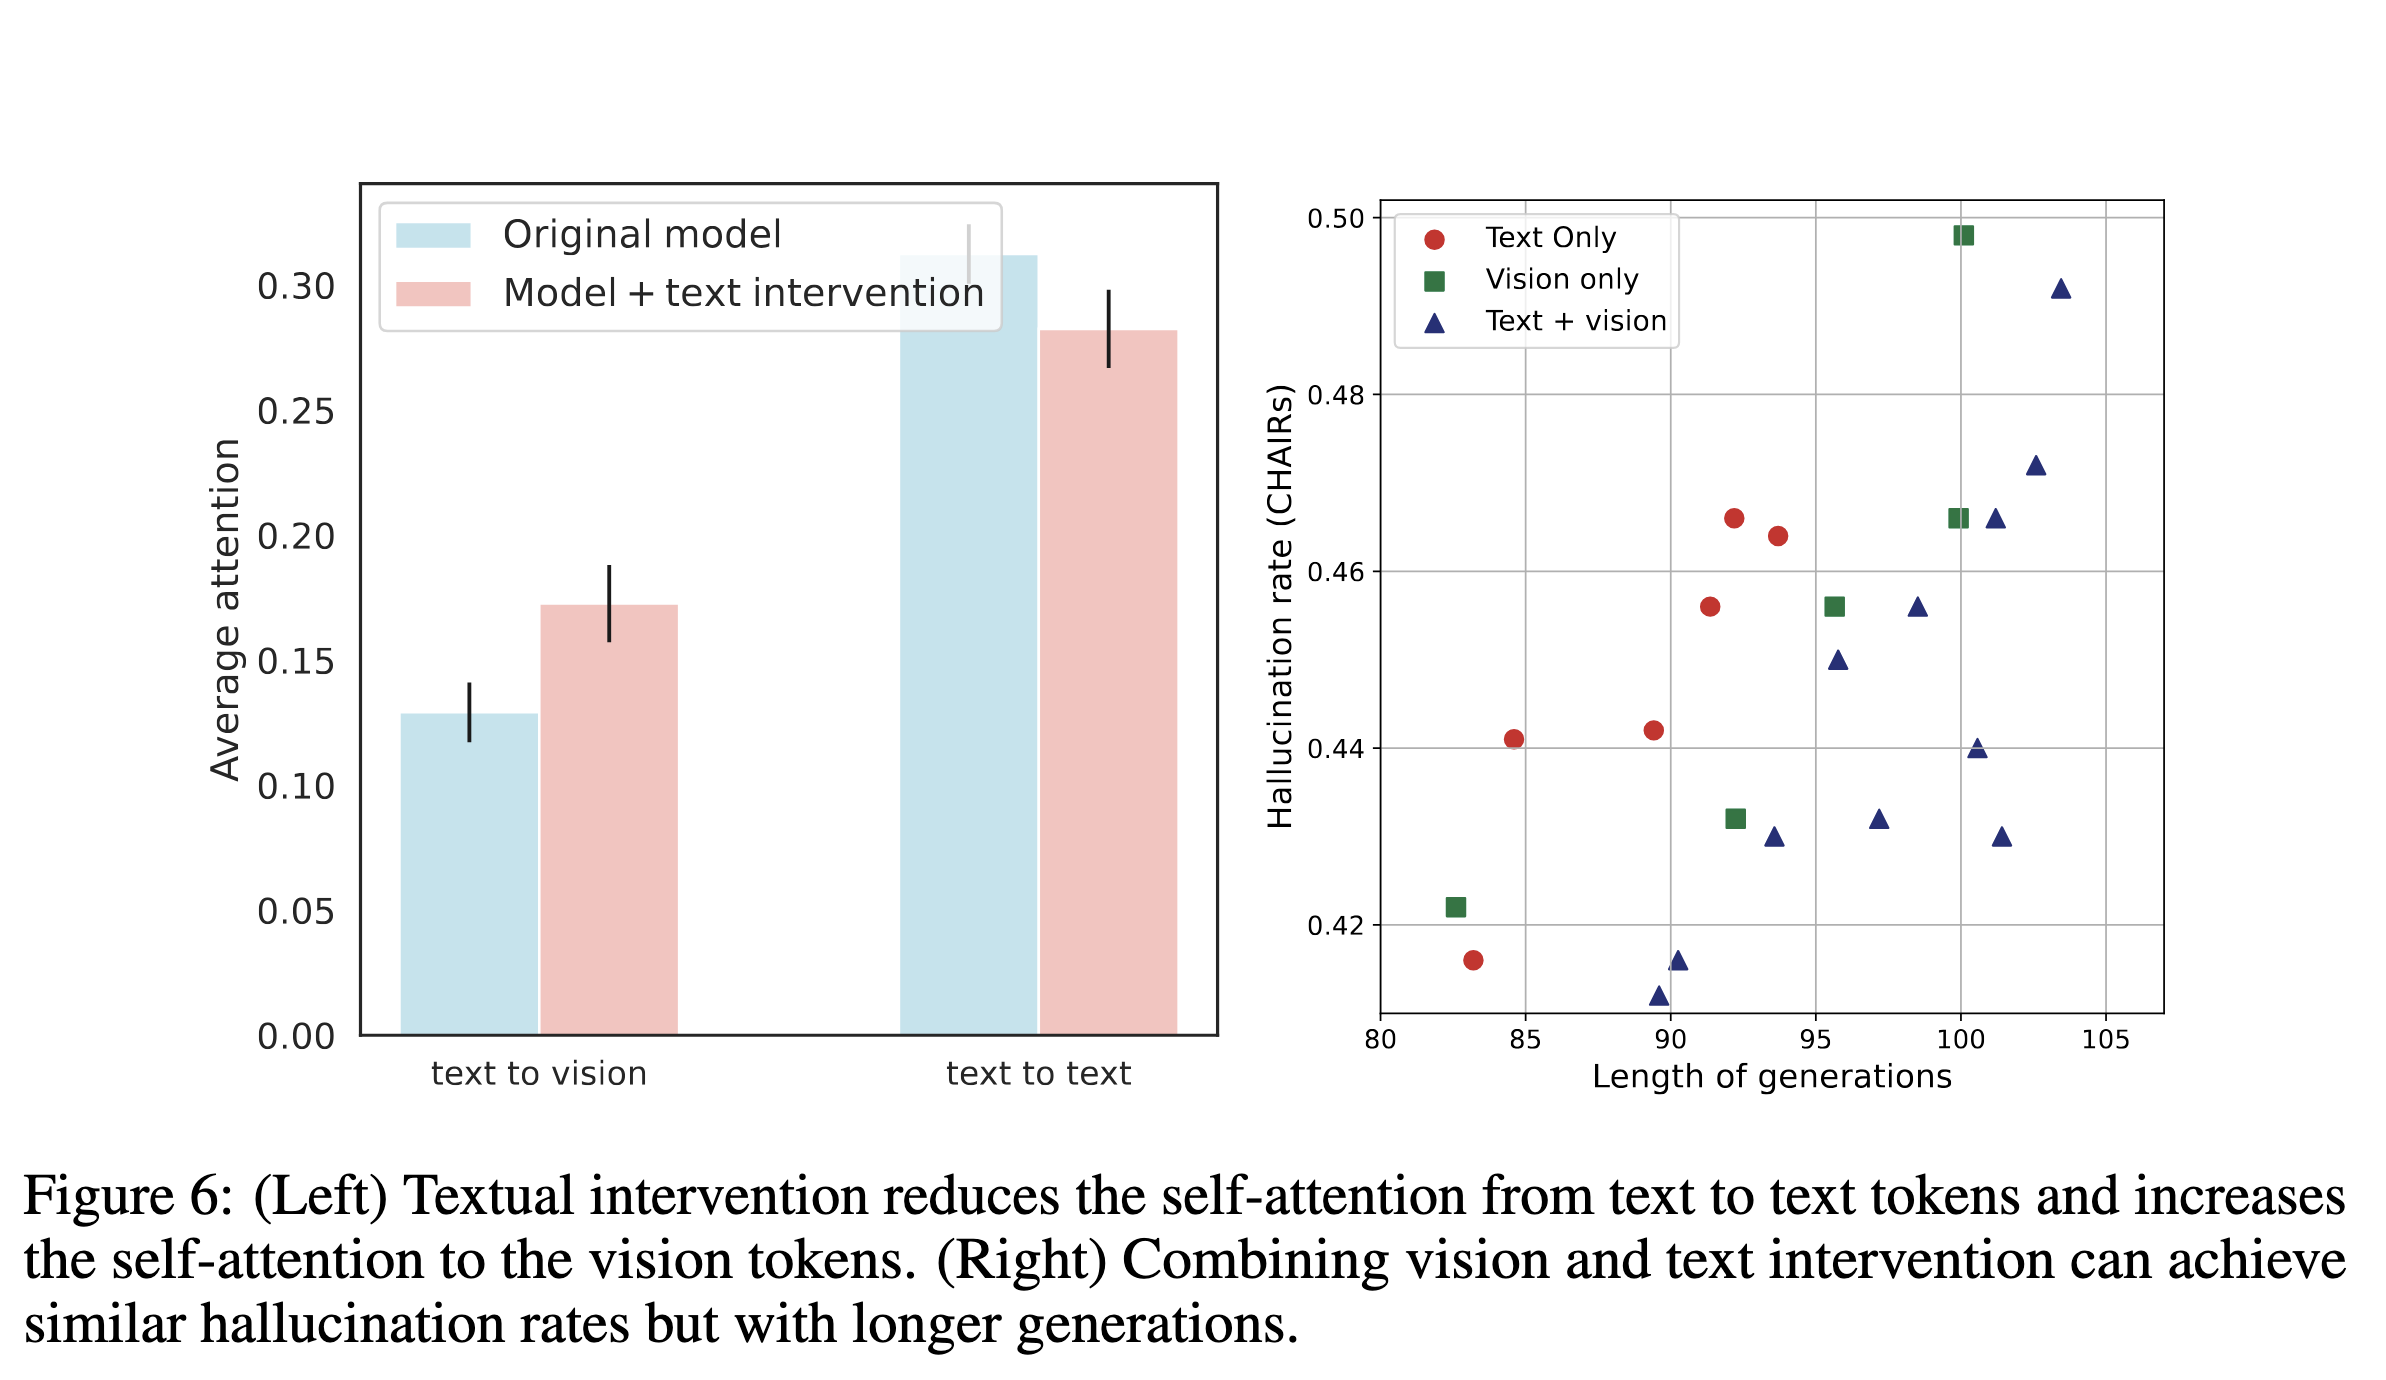 Original model
Model + text intervention
0.30
0.25
0.20
0.15
0.10
0.05
0.00
Average attention
text to vision
text to text
Text Only
Vision only
Text + vision
0.50
0.48
0.46
0.44
0.42
Hallucination rate (CHAIRs)
80
85
90
95
100
105
Length of generations
Figure 6: (Left) Textual intervention reduces the self-attention from text to text tokens and increases
the self-attention to the vision tokens. (Right) Combining vision and text intervention can achieve
similar hallucination rates but with longer generations.